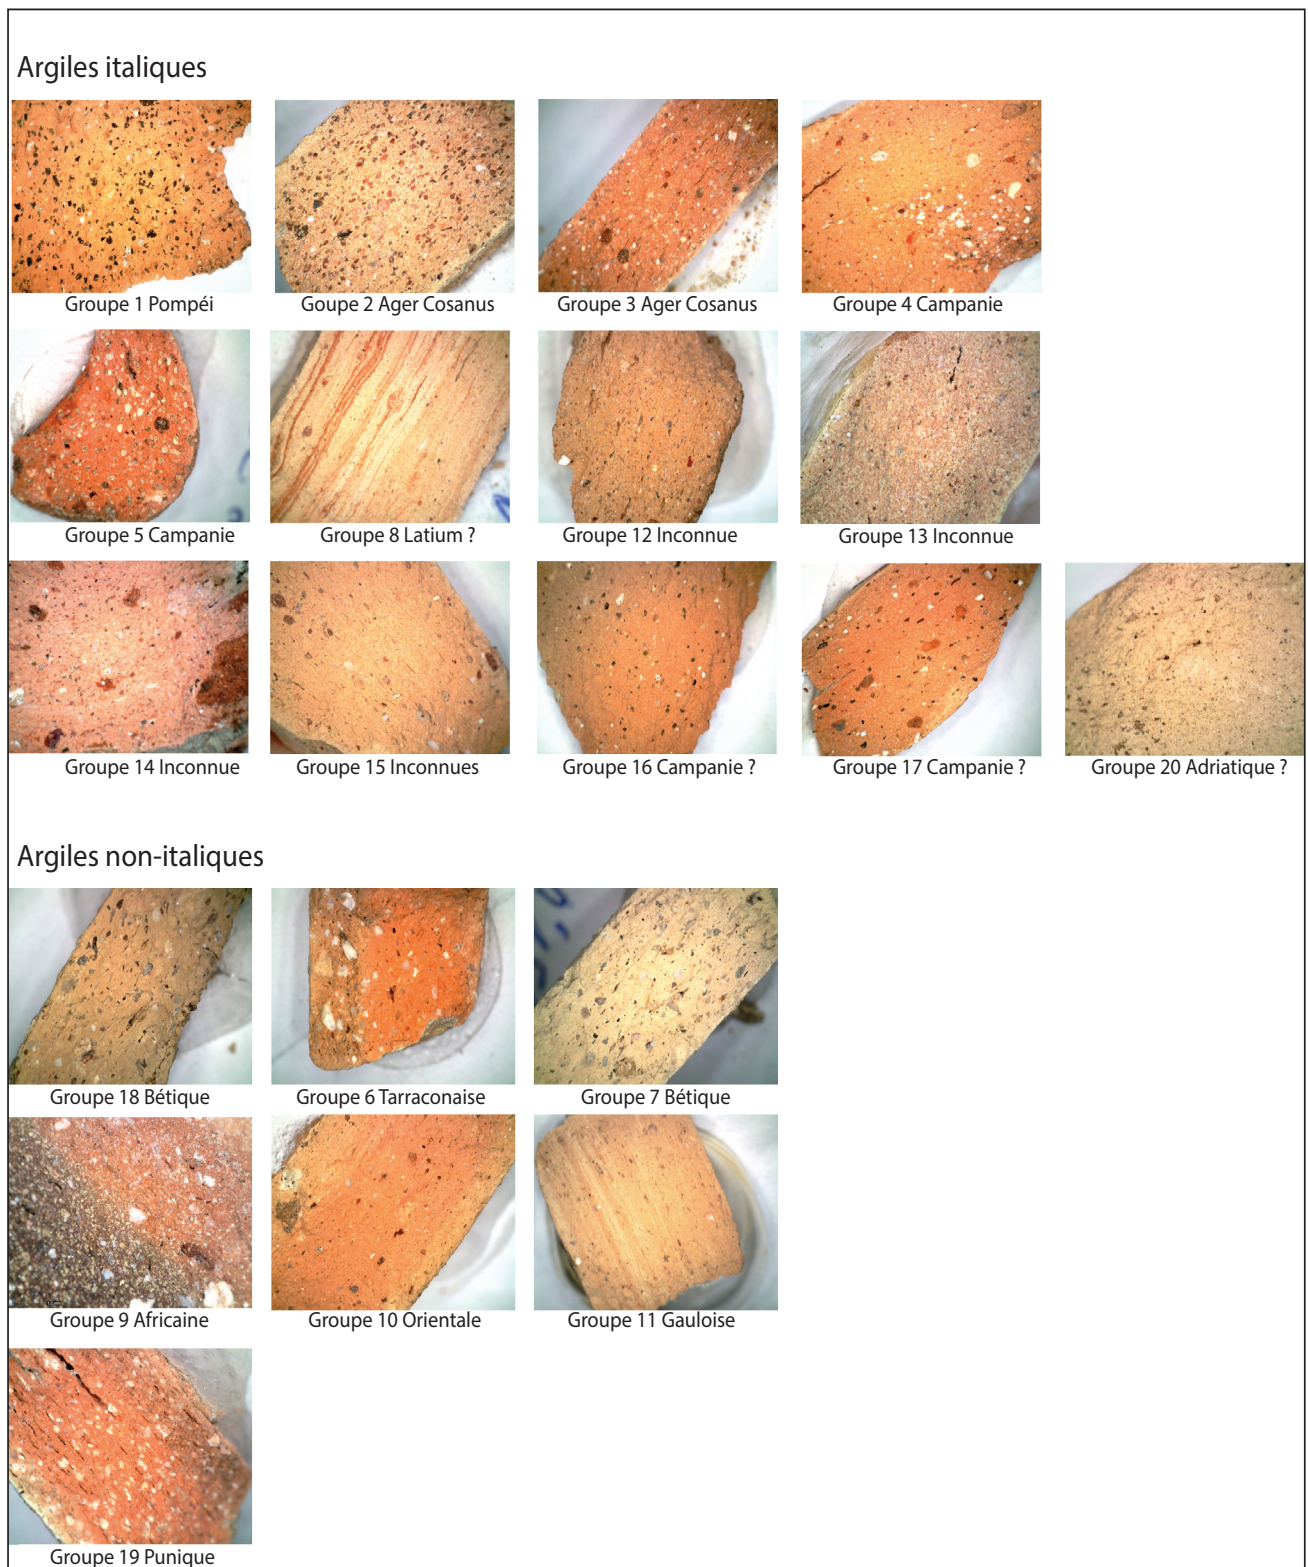 Argiles italiques
Groupe 1 Pompéi
Goupe 2 Ager Cosanus
Groupe 3 Ager Cosanus
Groupe 4 Campanie
Groupe 5 Campanie
Groupe 8 Latium ?
Groupe 12 Inconnue
Groupe 13 Inconnue
Groupe 14 Inconnue
Groupe 15 Inconnues
Groupe 16 Campanie ?
Groupe 17 Campanie ?
Groupe 20 Adriatique ?
Argiles non-italiques
Groupe 18 Bétique
Groupe 6 Tarraconaise
Groupe 7 Bétique
Groupe 9 Africaine
Groupe 10 Orientale
Groupe 11 Gauloise
Groupe 19 Punique